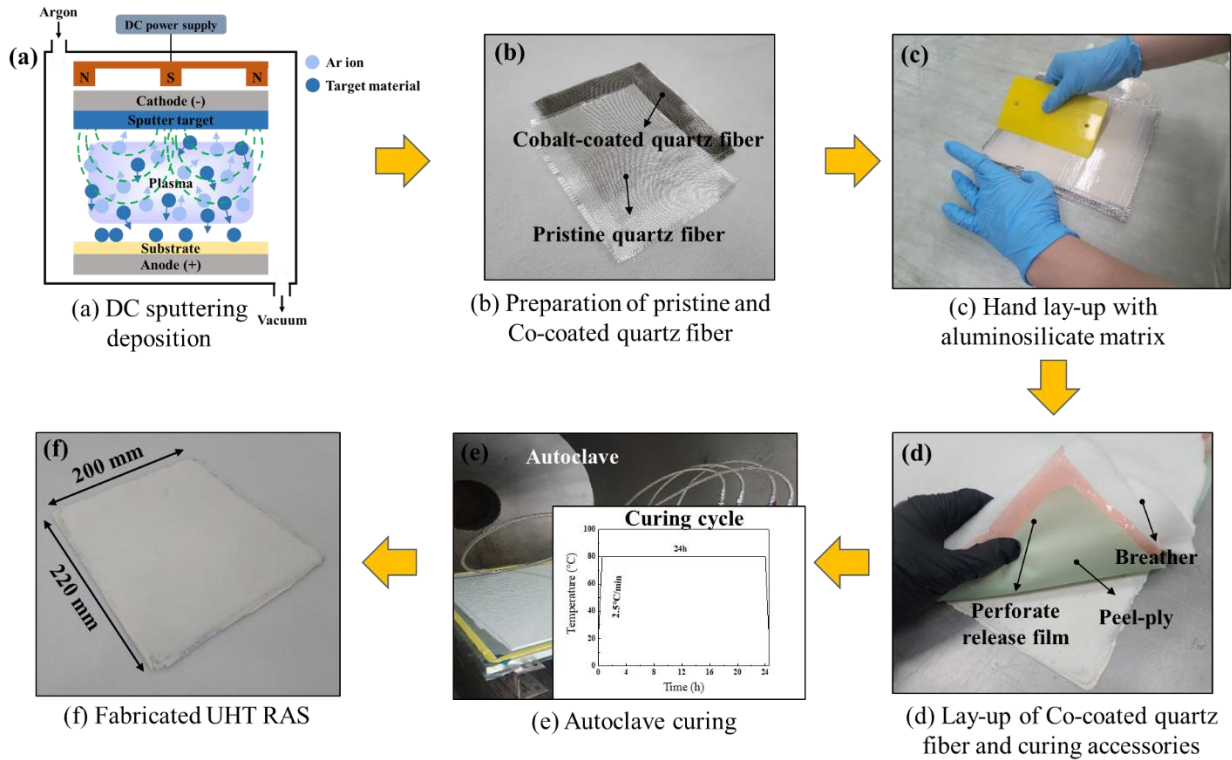 Argon
DC power supply
(a)
N
S
N
Ar ion
Target material
Cathode (-)
Sputter target
Plasma
Substrate
Anode (+)
Vacuum
(a) DC sputtering
deposition
(b)
Cobalt-coated quartz fiber
Pristine quartz fiber
(b) Preparation of pristine and
Co-coated quartz fiber
(c)
(c) Hand lay-up with
aluminosilicate matrix
(d)
Breather
Perforate
release film
Peel-ply
(d) Lay-up of Co-coated quartz
fiber and curing accessories
(e)
Autoclave
Curing cycle
Temperature (°C)
100
80
60
40
20
0
24h
2.5°C/min
0 4 8 12 16 20 24
Time (h)
(e) Autoclave curing
(f)
200 mm
220 mm
(f) Fabricated UHT RAS